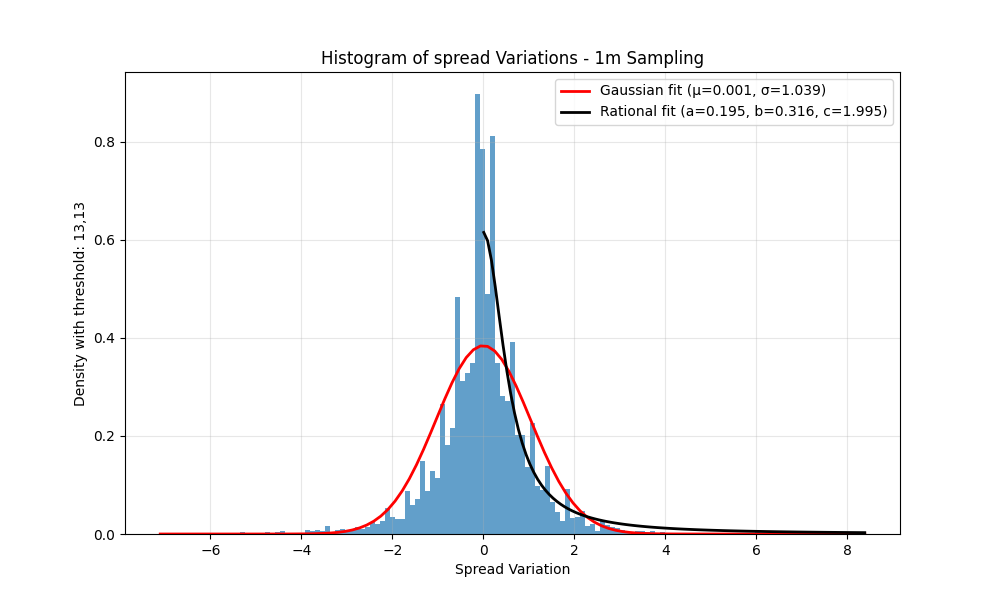 Histogram of spread Variations - 1m Sampling
Gaussian fit (μ=0.001, σ=1.039)
Rational fit (a=0.195, b=0.316, c=1.995)
Density with threshold: 13,13
0.8
0.6
0.4
0.2
0.0
−6
−4
−2
0
2
4
6
8
Spread Variation